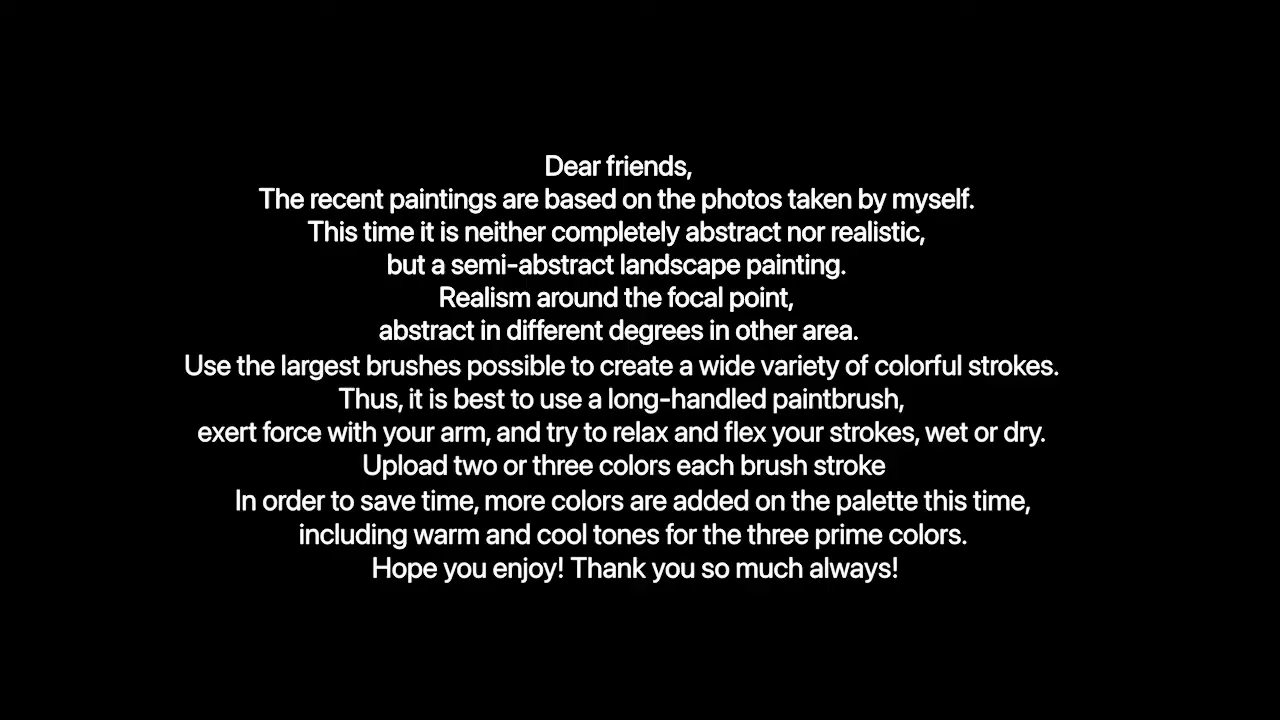 Dear friends,
The recent paintings are based on the photos taken by myself.
This time it is neither completely abstract nor realistic,
but a semi-abstract landscape painting.
Realism around the focal point,
abstract in different degrees in other area.
Use the largest brushes possible to create a wide variety of colorful strokes.
Thus, it is best to use a long-handled paintbrush,
exert force with your arm, and try to relax and flex your strokes, wet or dry.
Upload two or three colors each brush stroke
In order to save time, more colors are added on the palette this time,
including warm and cool tones for the three prime colors.
Hope you enjoy! Thank you so much always!